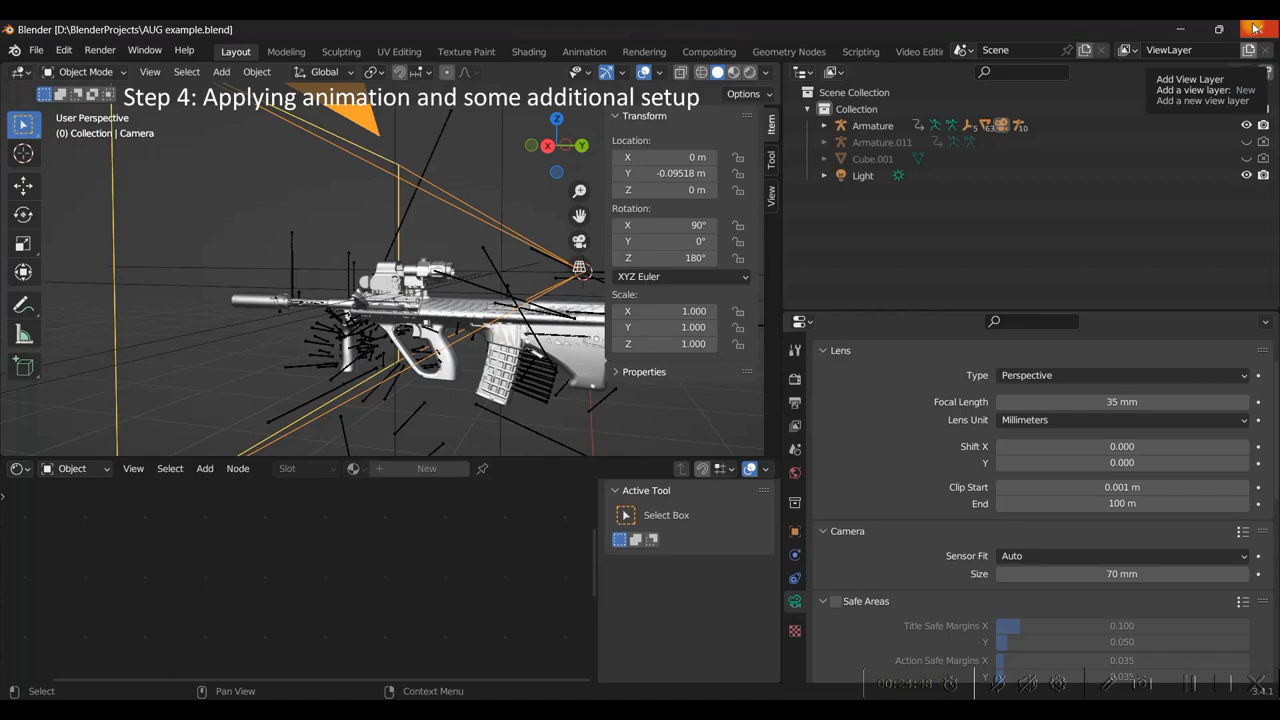 Blender [D:\BlenderProjects\AUG example.blend]
File Edit Render Window Help Layout Modeling Sculpting UV Editing Texture Paint Shading Animation Rendering Compositing Geometry Nodes Scripting Video Editi Scene ViewLayer
Object Mode View Select Add Object Global
Step 4: Applying animation and some additional setup
Options
User Perspective
(0) Collection | Camera
Z
X
Y
Transform
Location:
X 0 m
Y -0.09518 m
Z 0 m
Rotation:
X 90°
Y 0°
Z 180°
XYZ Euler
Scale:
X 1.000
Y 1.000
Z 1.000
Properties
Item
Tool
View
Add View Layer
Add a view layer: New
Add a new view layer
Scene Collection
Collection
Armature 5 63 10
Armature.011
Cube.001
Light
Object View Select Add Node Slot New
Active Tool
Select Box
Lens
Type Perspective
Focal Length 35 mm
Lens Unit Millimeters
Shift X 0.000
Y 0.000
Clip Start 0.001 m
End 100 m
Camera
Sensor Fit Auto
Size 70 mm
Safe Areas
Title Safe Margins X 0.100
Y 0.050
Action Safe Margins X 0.035
Y 0.035
Select Pan View Context Menu 00:24:48 3.4.1